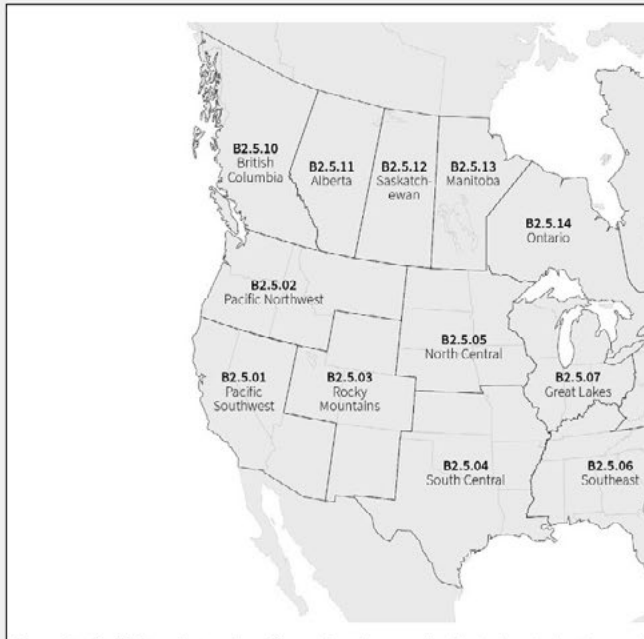 B2.5.10
British
Columbia
B2.5.11
Alberta
B2.5.12
Saskatch-
ewan
B2.5.13
Manitoba
B2.5.14
Ontario
B2.5.02
Pacific Northwest
B2.5.05
North Central
B2.5.01
Pacific
Southwest
B2.5.03
Rocky
Mountains
B2.5.07
Great Lakes
B2.5.04
South Central
B2.5.06
Southeast